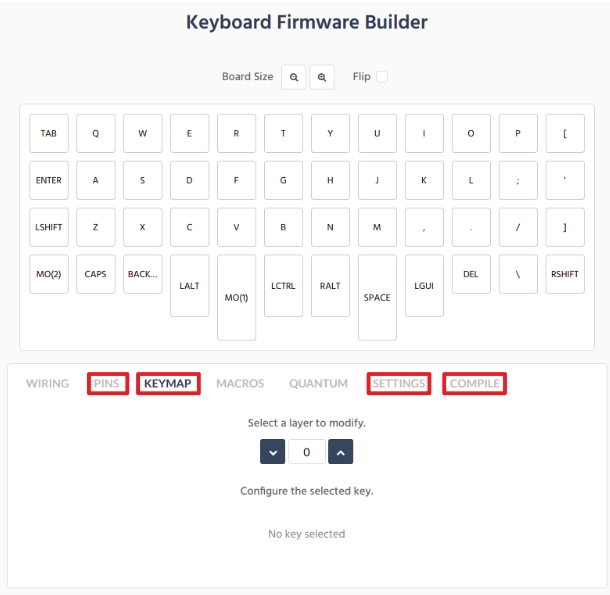 Keyboard Firmware Builder
Board Size Flip
TAB Q W E R T Y U I O P [
ENTER A S D F G H J K L ; '
LSHIFT Z X C V B N M , . / ]
MO(2) CAPS BACK... LALT MO(1) LCTRL RALT SPACE LGUI DEL \ RSHIFT
WIRING PINS KEYMAP MACROS QUANTUM SETTINGS COMPILE
Select a layer to modify.
0
Configure the selected key.
No key selected